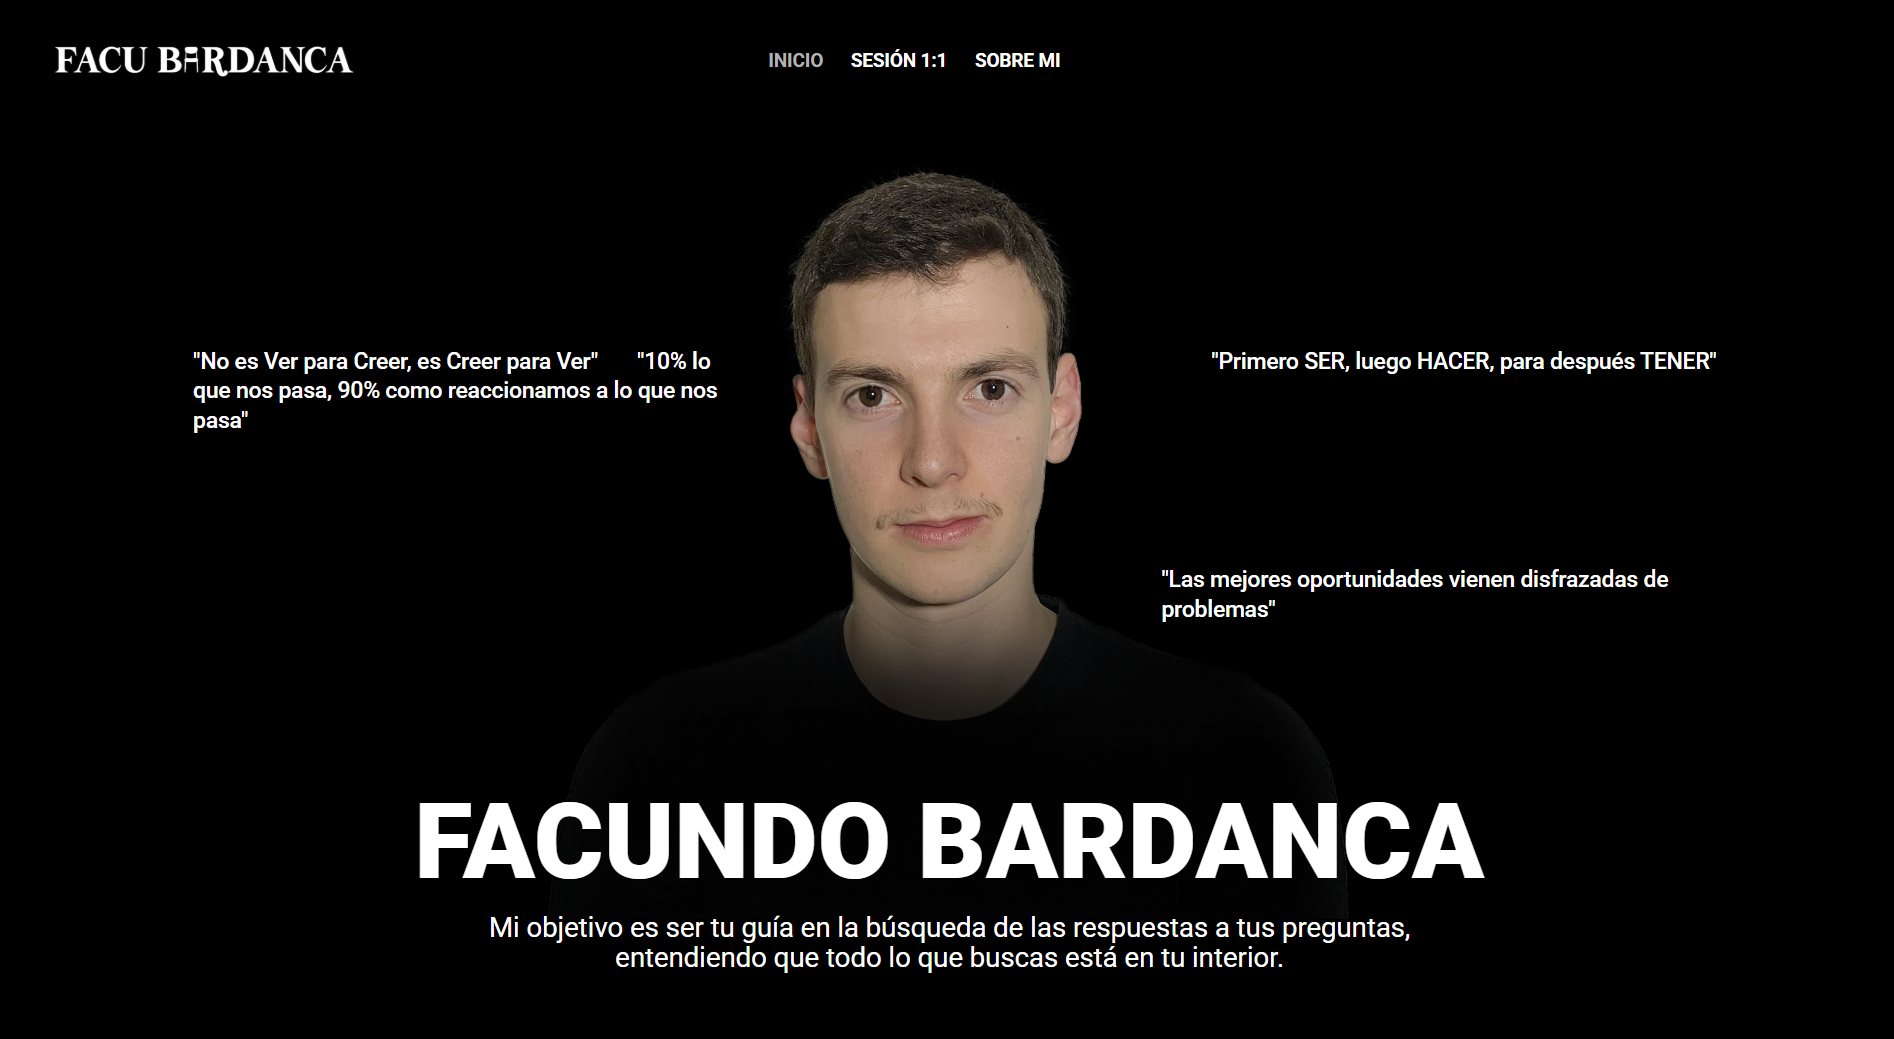 FACU BARDANCA
INICIO SESIÓN 1:1 SOBRE MI
"No es Ver para Creer, es Creer para Ver" "10% lo
que nos pasa, 90% como reaccionamos a lo que nos
pasa"
"Primero SER, luego HACER, para después TENER"
"Las mejores oportunidades vienen disfrazadas de
problemas"
FACUNDO BARDANCA
Mi objetivo es ser tu guía en la búsqueda de las respuestas a tus preguntas,
entendiendo que todo lo que buscas está en tu interior.